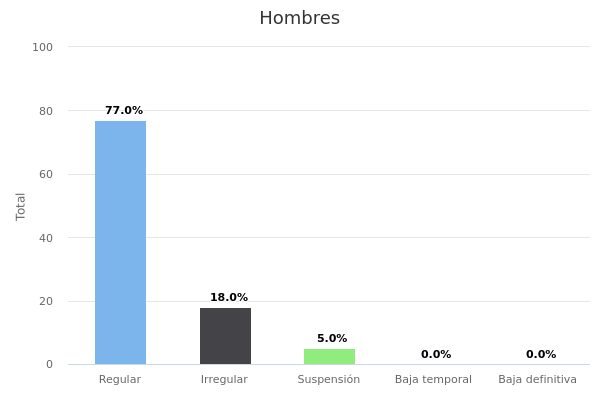 Hombres
100
80
60
40
20
0
Total
77.0%
18.0%
5.0%
0.0%
0.0%
Regular
Irregular
Suspensión
Baja temporal
Baja definitiva